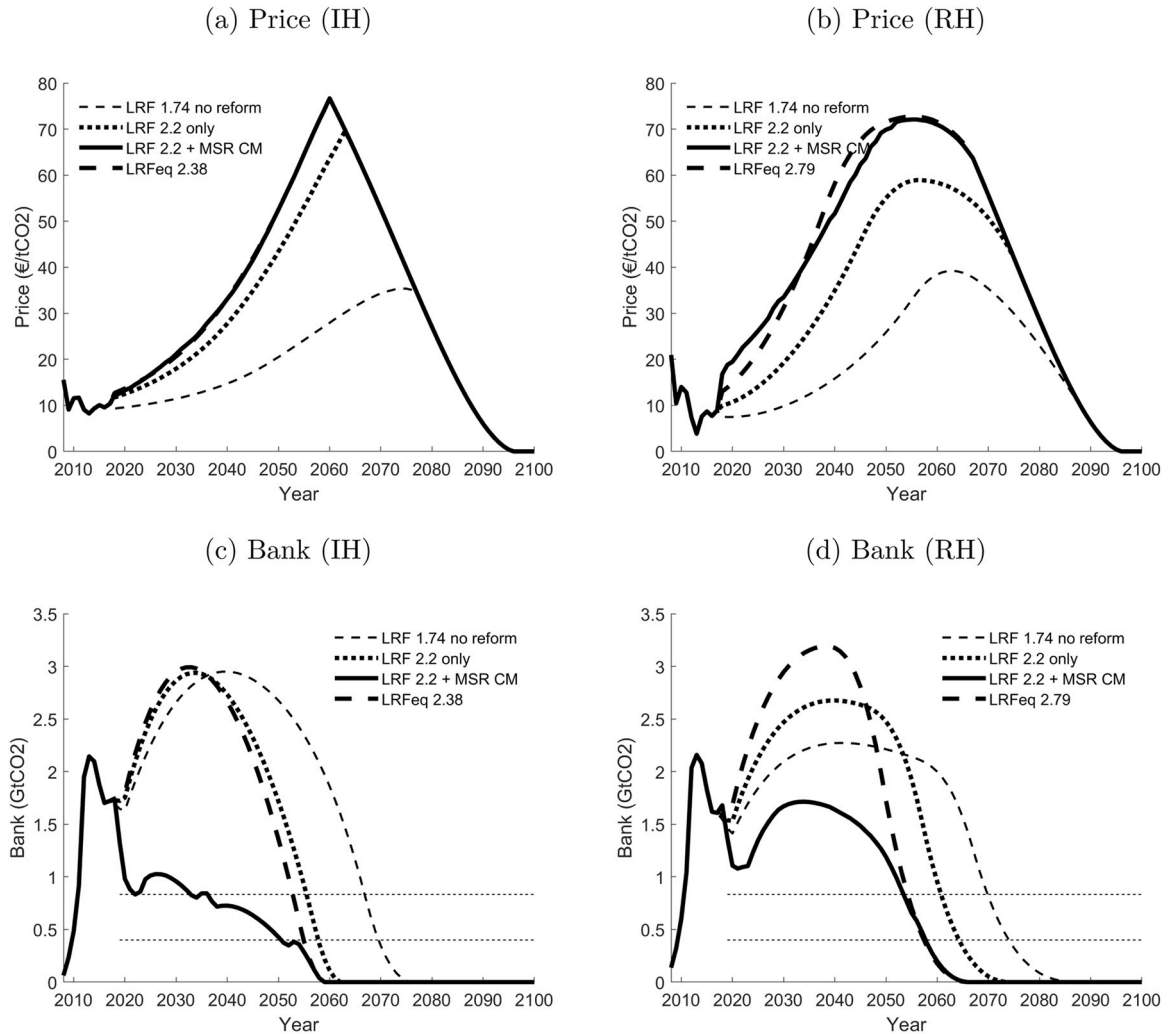 (a) Price (IH)
80
70
60
50
40
30
20
10
0
Price (€/tCO2)
LRF 1.74 no reform
LRF 2.2 only
LRF 2.2 + MSR CM
LRFeq 2.38
2010 2020 2030 2040 2050 2060 2070 2080 2090 2100
Year
(b) Price (RH)
80
70
60
50
40
30
20
10
0
Price (€/tCO2)
LRF 1.74 no reform
LRF 2.2 only
LRF 2.2 + MSR CM
LRFeq 2.79
2010 2020 2030 2040 2050 2060 2070 2080 2090 2100
Year
(c) Bank (IH)
3.5
3
2.5
2
1.5
1
0.5
0
Bank (GtCO2)
LRF 1.74 no reform
LRF 2.2 only
LRF 2.2 + MSR CM
LRFeq 2.38
2010 2020 2030 2040 2050 2060 2070 2080 2090 2100
Year
(d) Bank (RH)
3.5
3
2.5
2
1.5
1
0.5
0
Bank (GtCO2)
LRF 1.74 no reform
LRF 2.2 only
LRF 2.2 + MSR CM
LRFeq 2.79
2010 2020 2030 2040 2050 2060 2070 2080 2090 2100
Year